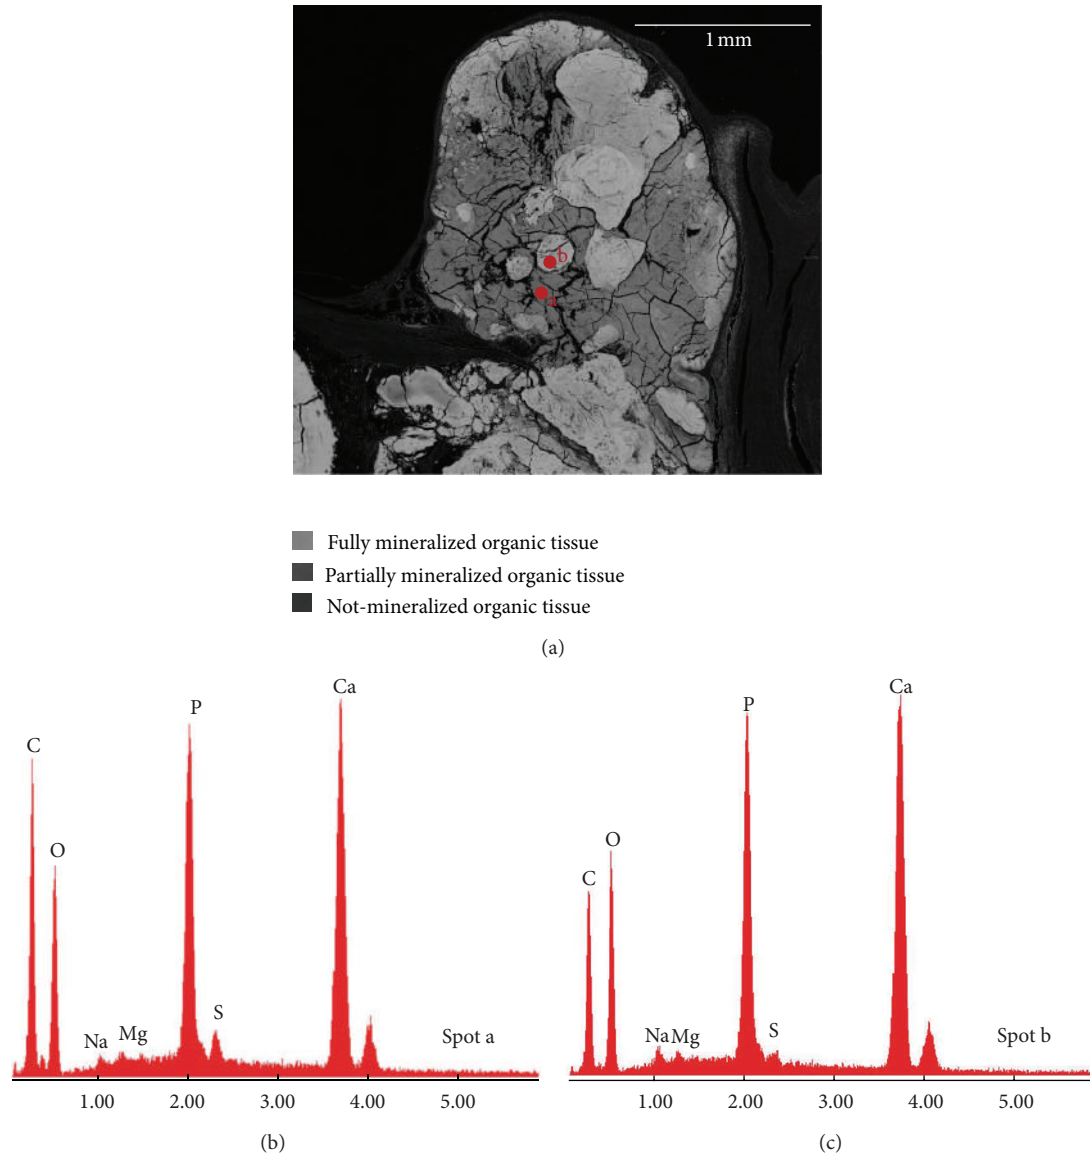 1 mm
b
a
Fully mineralized organic tissue
Partially mineralized organic tissue
Not-mineralized organic tissue
(a)
C
O
Na
Mg
P
S
Ca
Spot a
1.00 2.00 3.00 4.00 5.00
(b)
C
O
Na Mg
P
S
Ca
Spot b
1.00 2.00 3.00 4.00 5.00
(c)